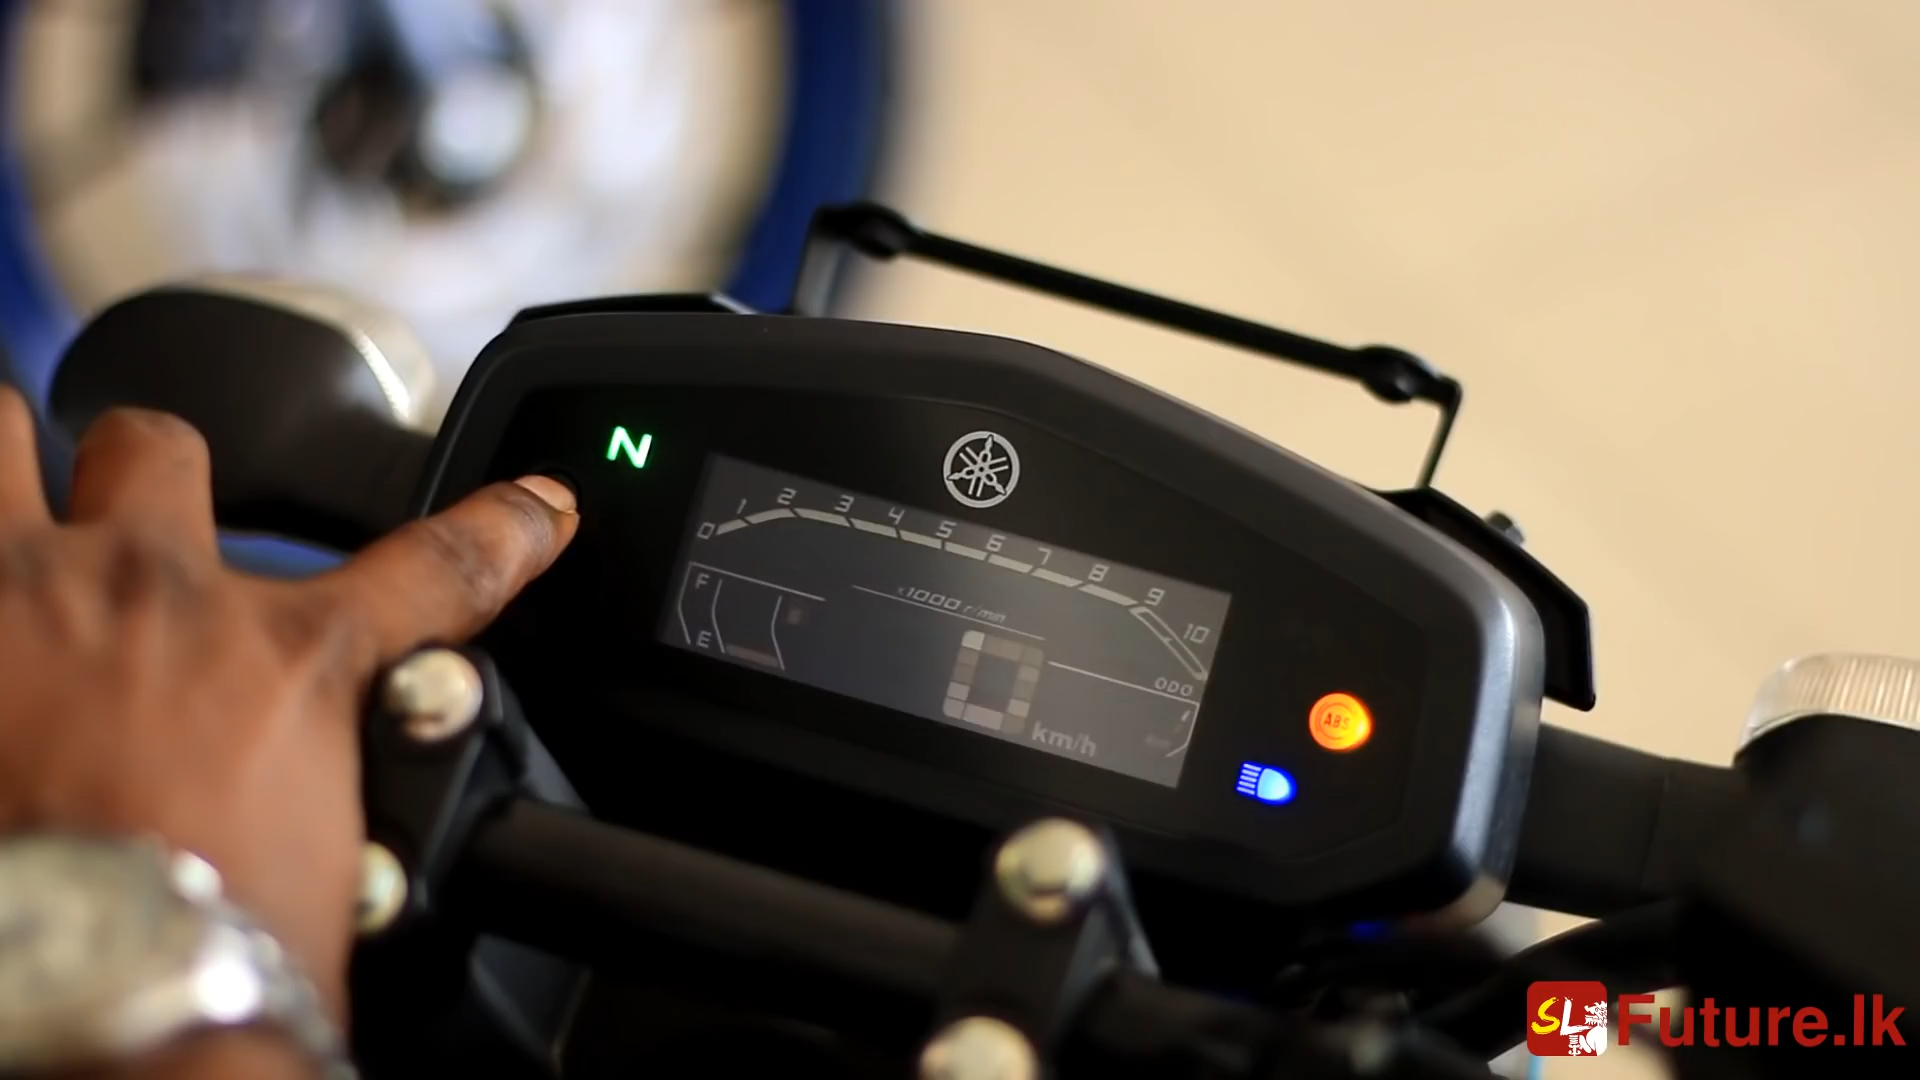 N
0 1 2 3 4 5 6 7 8 9 10
x1000 r/min
F
E
0 km/h
ODO
ABS
SL Future.lk